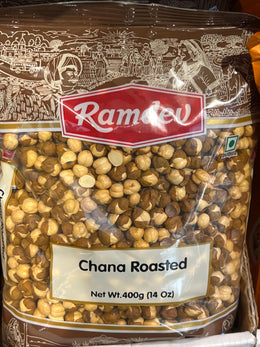 Ramdev
Chana Roasted
Net Wt.400g (14 Oz)